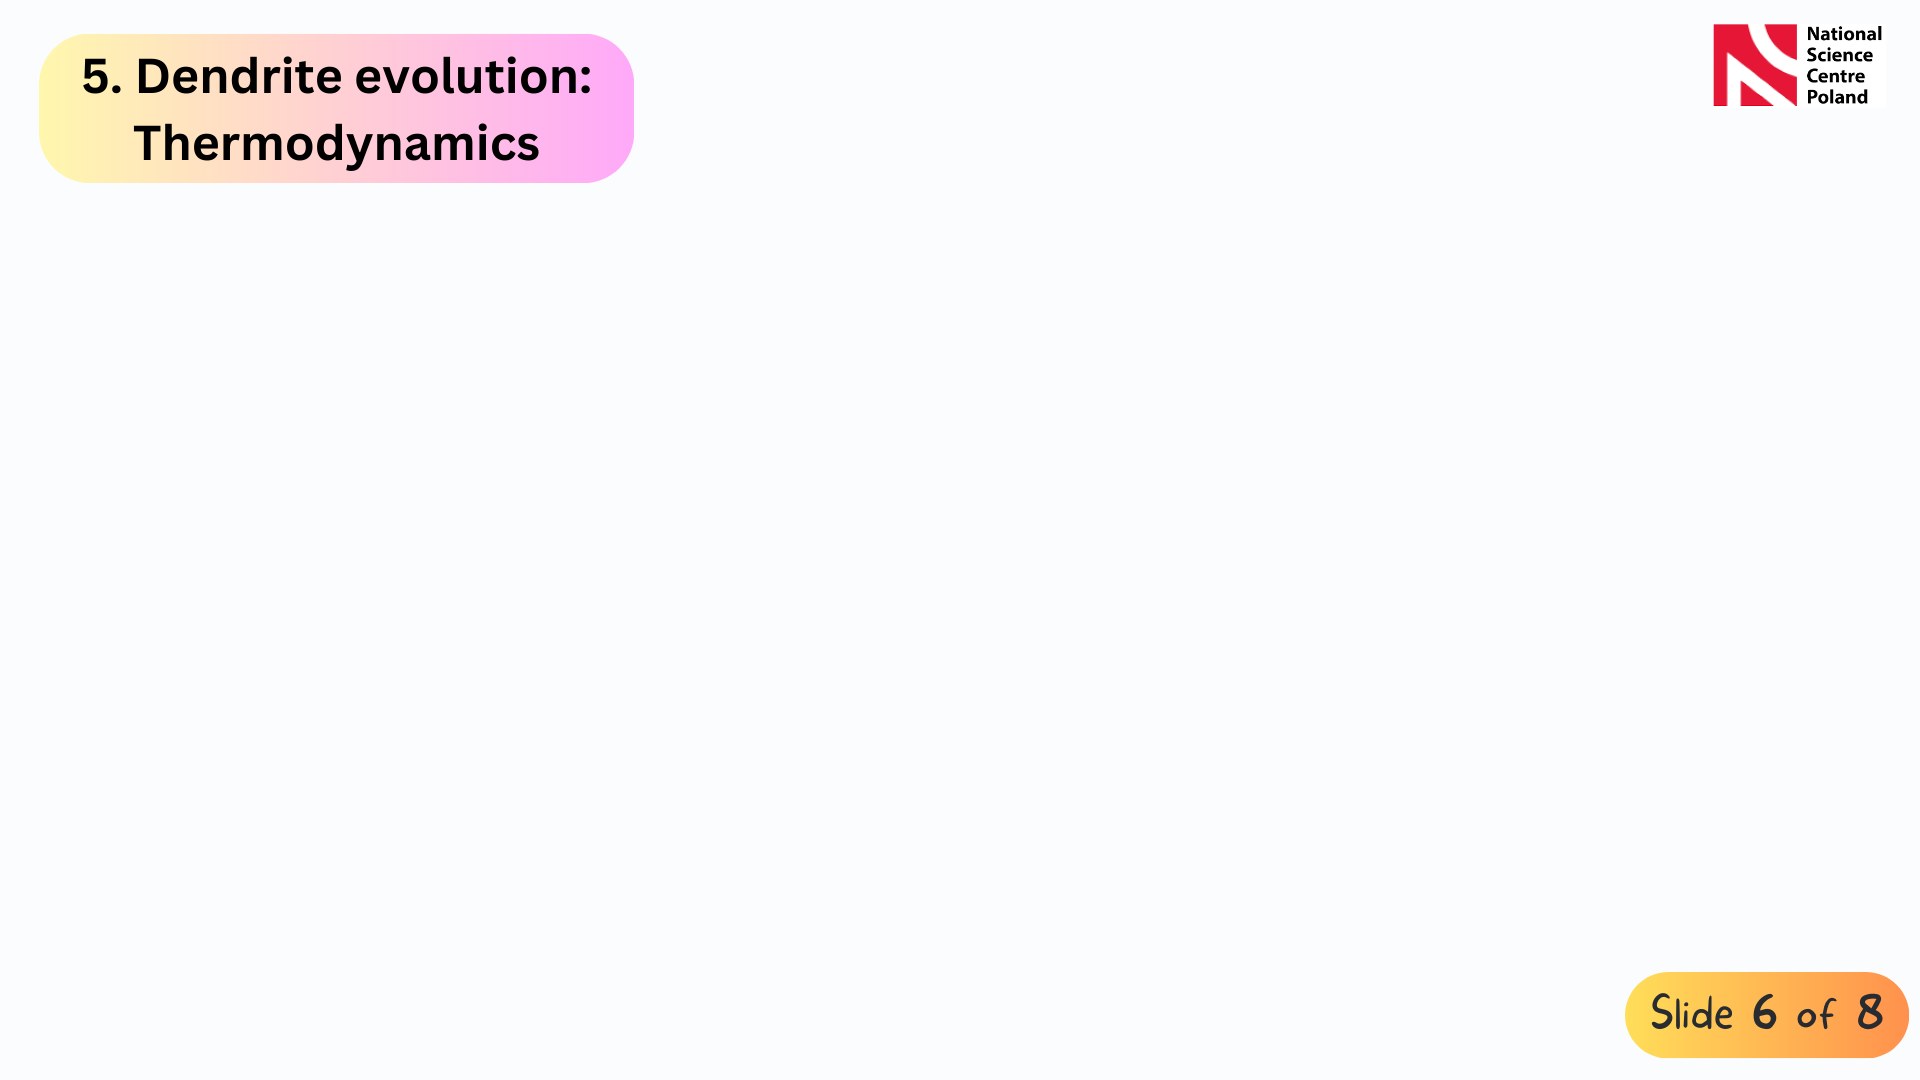 5. Dendrite evolution:
Thermodynamics
National
Science
Centre
Poland
Slide 6 of 8